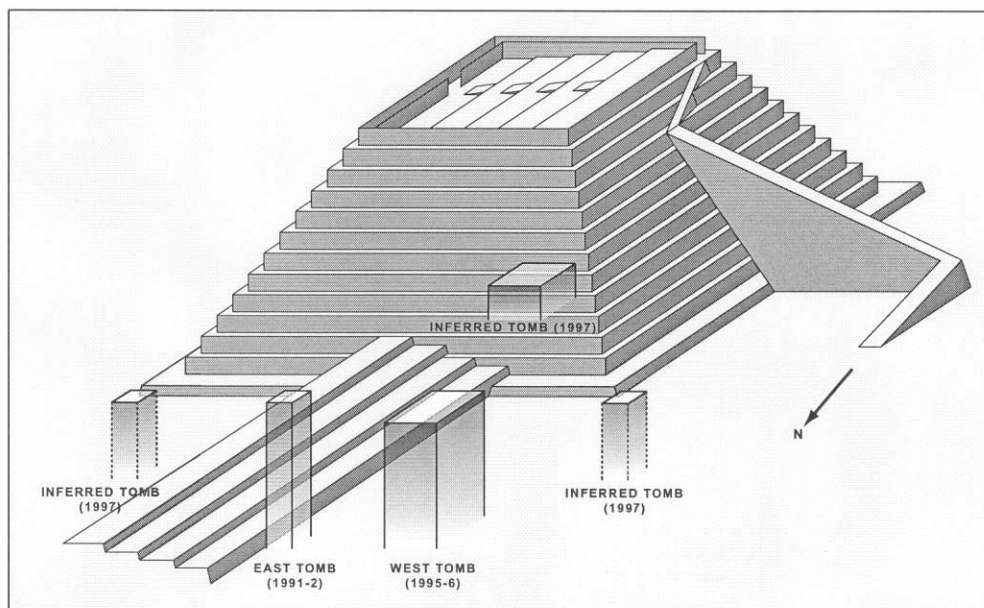 INFERRED TOMB (1997)
N
INFERRED TOMB
(1997)
INFERRED TOMB
(1997)
EAST TOMB
(1991-2)
WEST TOMB
(1995-6)